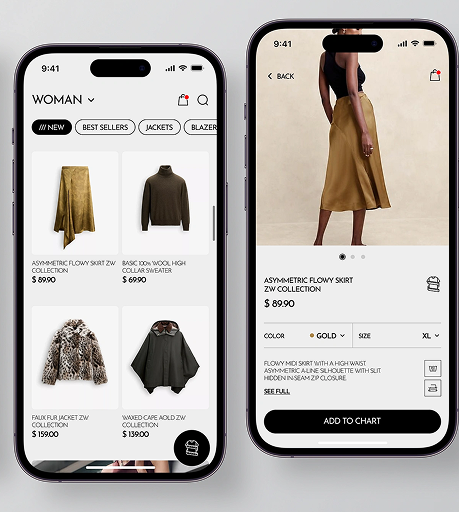 9:41
WOMAN
/// NEW
BEST SELLERS
JACKETS
BLAZER
ASYMMETRIC FLOWY SKIRT ZW
COLLECTION
$ 89.90
BASIC 100% WOOL HIGH
COLLAR SWEATER
$ 69.90
FAUX FUR JACKET ZW
COLLECTION
$ 159.00
WAXED CAPE AOLD ZW
COLLECTION
$ 139.00
9:41
BACK
ASYMMETRIC FLOWY SKIRT
ZW COLLECTION
$ 89.90
COLOR
GOLD
SIZE
XL
FLOWY MIDI SKIRT WITH A HIGH WAIST
ASYMMETRIC A-LINE SILHOUETTE WITH SLIT
HIDDEN IN-SEAM ZIP CLOSURE.
SEE FULL
ADD TO CHART